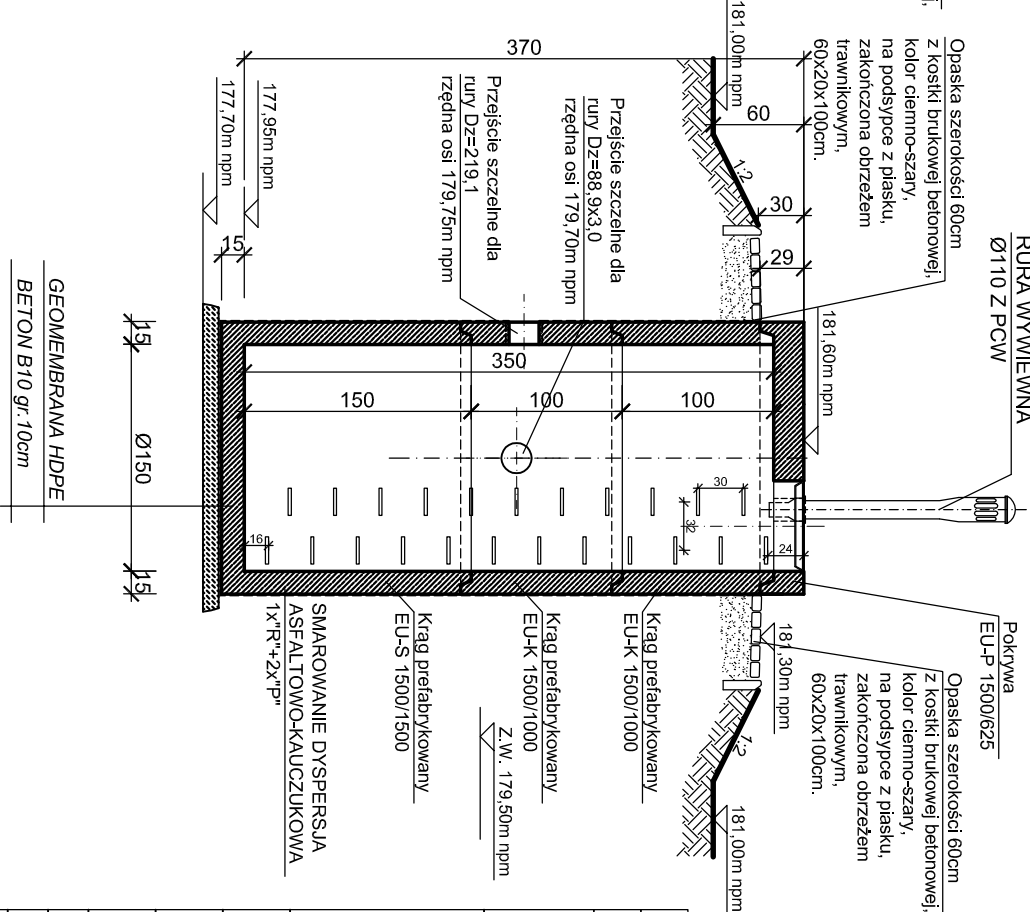 181,00m npm
Opaska szerokości 60cm
z kostki brukowej betonowej,
kolor ciemno-szary,
na podsypce z piasku,
zakończona obrzeżem
trawnikowym,
60x20x100cm.
RURA WYWIEWNA
Ø110 Z PCW
370
60
1:2
30
29
177,95m npm
177,70m npm
15
Przejście szczelne dla
rury Dz=219,1
rzędna osi 179,75m npm
Przejście szczelne dla
rury Dz=88,9x3,0
rzędna osi 179,70m npm
181,60m npm
350
150
100
100
15
Ø150
15
30
32
16
24
GEOMEMBRANA HDPE
BETON B10 gr.10cm
Pokrywa
EU-P 1500/625
181,30m npm
Opaska szerokości 60cm
z kostki brukowej betonowej,
kolor ciemno-szary,
na podsypce z piasku,
zakończona obrzeżem
trawnikowym,
60x20x100cm.
1:2
181,00m npm
Krąg prefabrykowany
EU-K 1500/1000
Krąg prefabrykowany
EU-K 1500/1000
Krąg prefabrykowany
EU-S 1500/1500
Z.W. 179,50m npm
SMAROWANIE DYSPERSJA
ASFALTOWO-KAUCZUKOWA
1x"R"+2x"P"